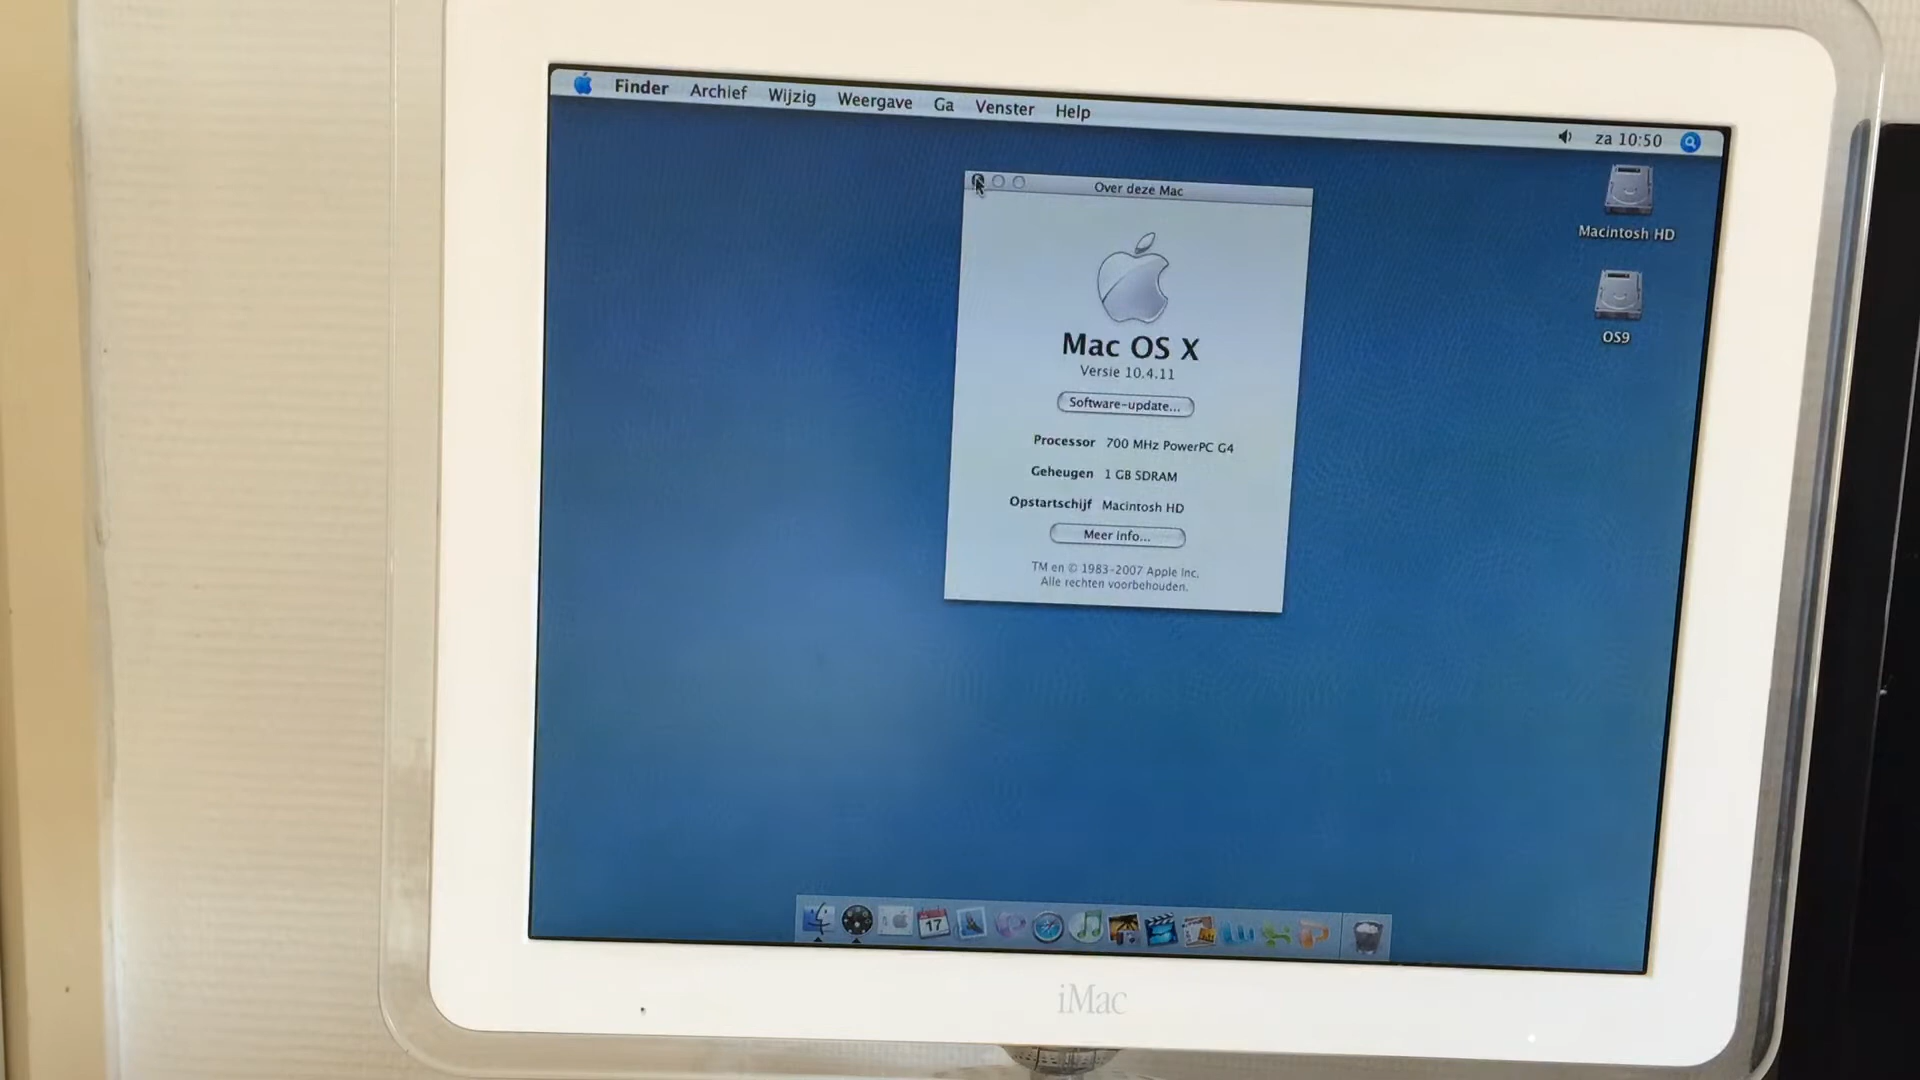 Finder Archief Wijzig Weergave Ga Venster Help
za 10:50
Macintosh HD
OS9
Over deze Mac
Mac OS X
Versie 10.4.11
Software-update...
Processor 700 MHz PowerPC G4
Geheugen 1 GB SDRAM
Opstartschijf Macintosh HD
Meer info...
TM en © 1983-2007 Apple Inc.
Alle rechten voorbehouden.
17
iMac